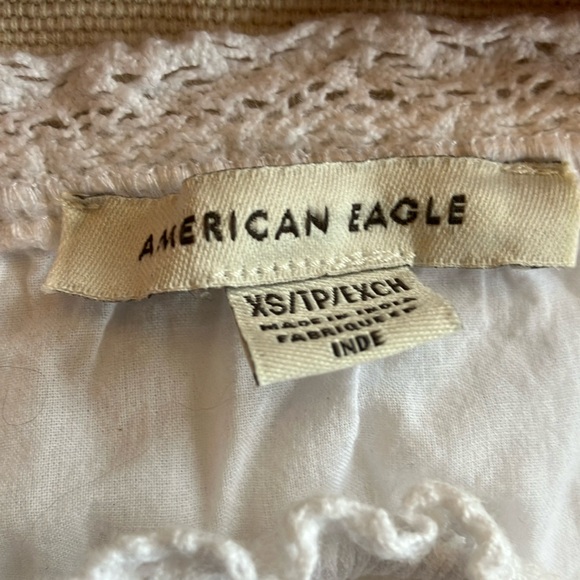 AMERICAN EAGLE
XS/TP/EXCH
MADE IN INDIA
FABRIQUE EN
INDE